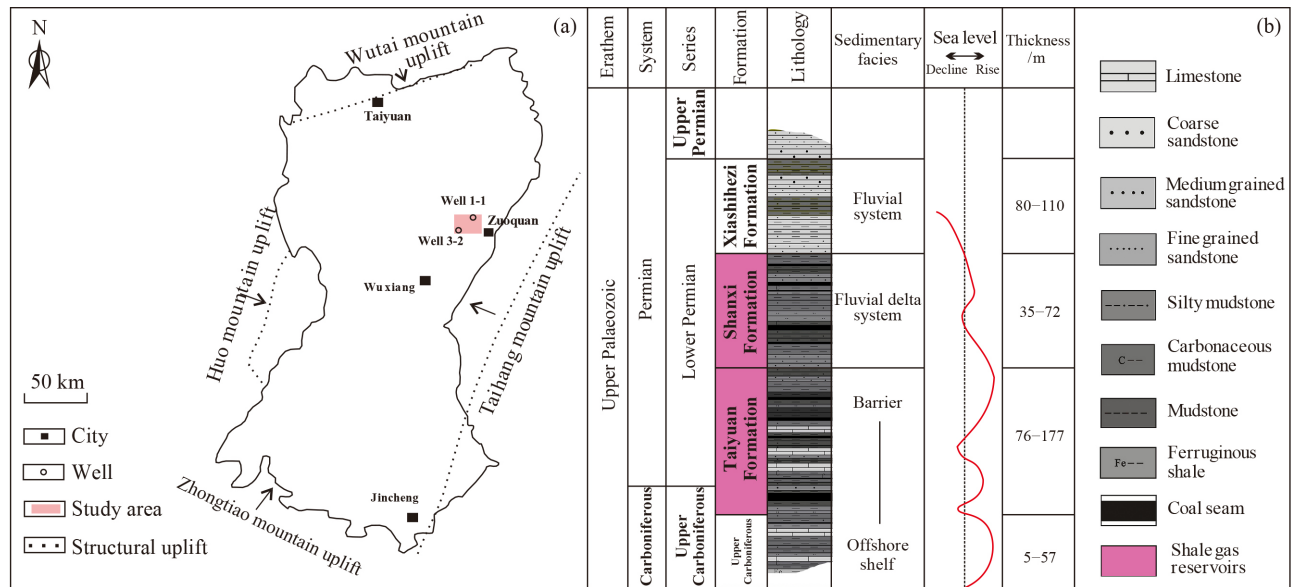 (a)
N
Wutai mountain
uplift
Taiyuan
Well 1-1
Zuoquan
Well 3-2
Wu xiang
Huo mountain uplift
Taihang mountain uplift
50 km
City
Well
Study area
Structural uplift
Jincheng
Zhongtiao mountain uplift
(b)
Erathem
System
Series
Formation
Lithology
Sedimentary
facies
Sea level
Decline Rise
Thickness
/m
Upper Palaeozoic
Permian
Carboniferous
Upper
Permian
Lower Permian
Upper
Carboniferous
Xiashihezi
Formation
Shanxi
Formation
Taiyuan
Formation
Upper
Carboniferous
Fluvial
system
Fluvial delta
system
Barrier
Offshore
shelf
80−110
35−72
76−177
5−57
Limestone
Coarse
sandstone
Medium grained
sandstone
Fine grained
sandstone
Silty mudstone
C
Carbonaceous
mudstone
Mudstone
Fe
Ferruginous
shale
Coal seam
Shale gas
reservoirs